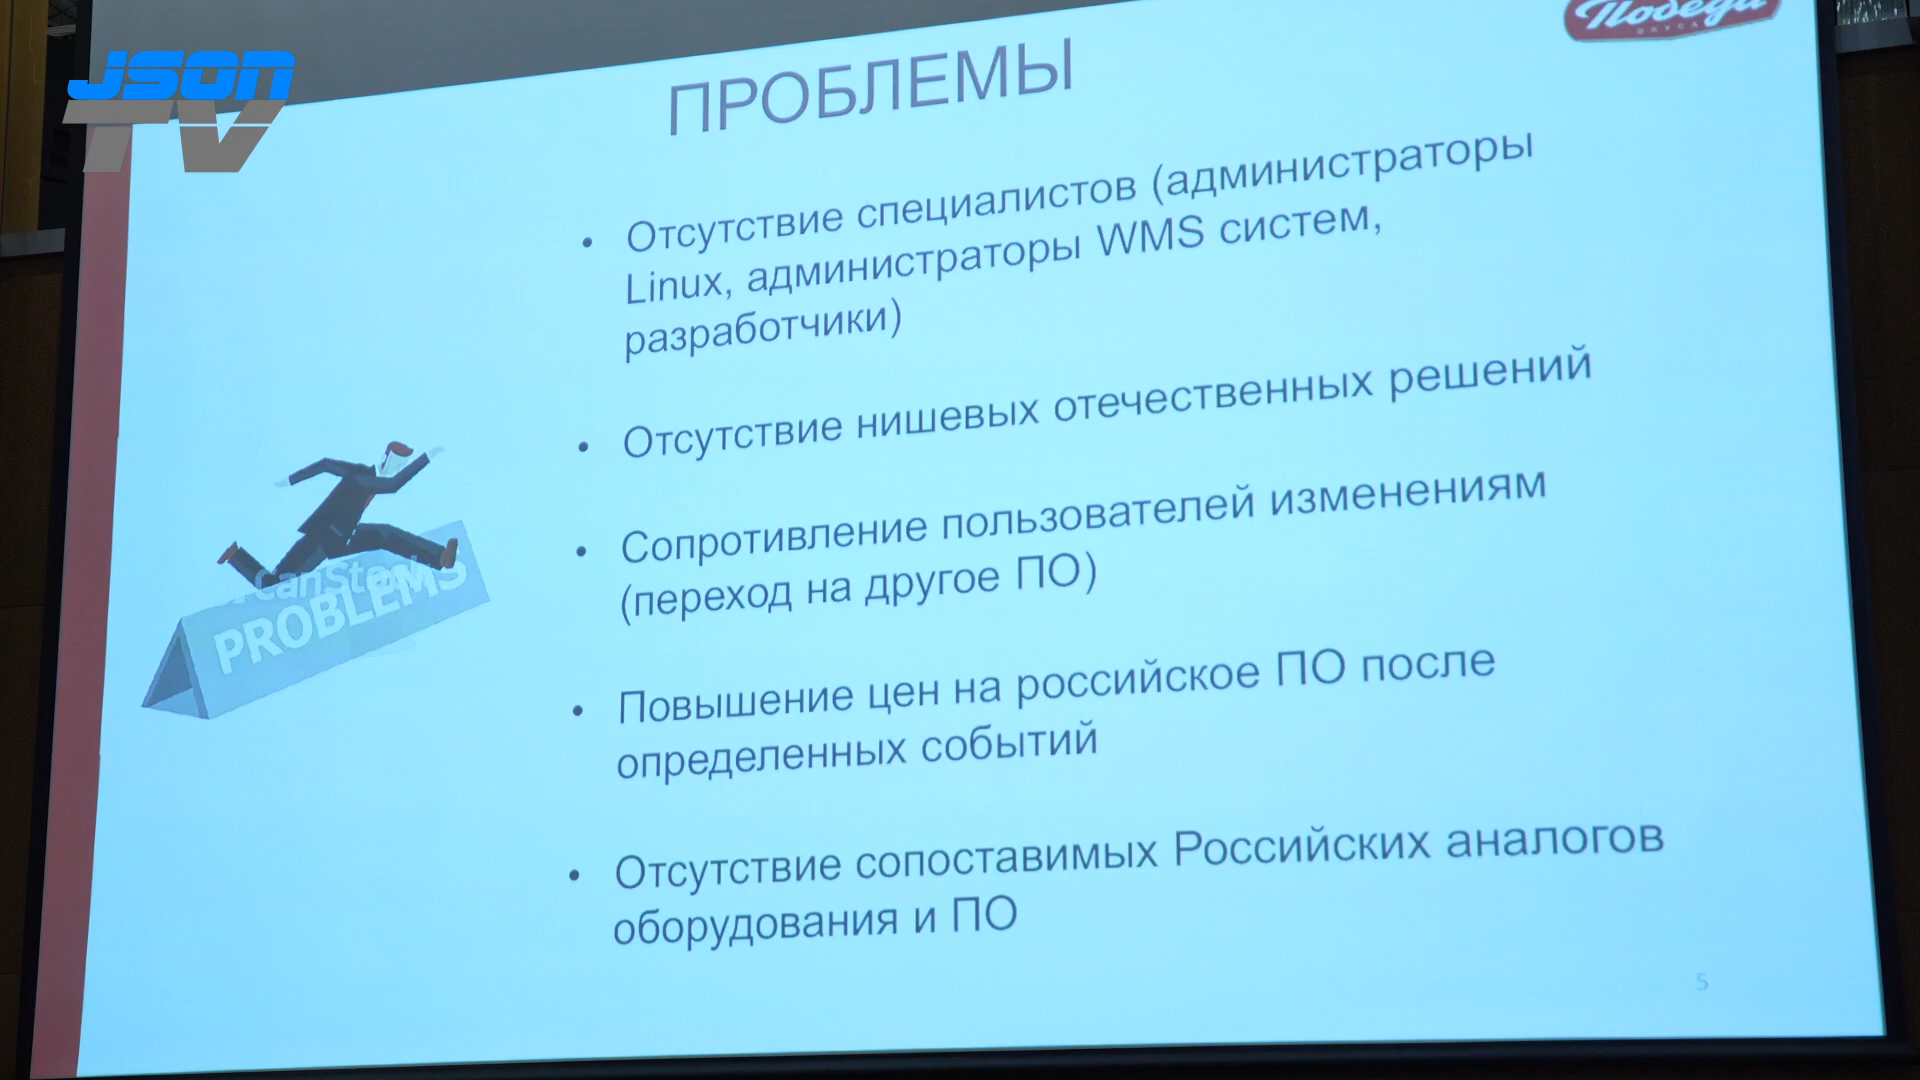 JSON
TV
Победа
ВКУСА
ПРОБЛЕМЫ
• Отсутствие специалистов (администраторы
Linux, администраторы WMS систем,
разработчики)
• Отсутствие нишевых отечественных решений
• Сопротивление пользователей изменениям
(переход на другое ПО)
• Повышение цен на российское ПО после
определенных событий
• Отсутствие сопоставимых Российских аналогов
оборудования и ПО
PROBLEMS
5